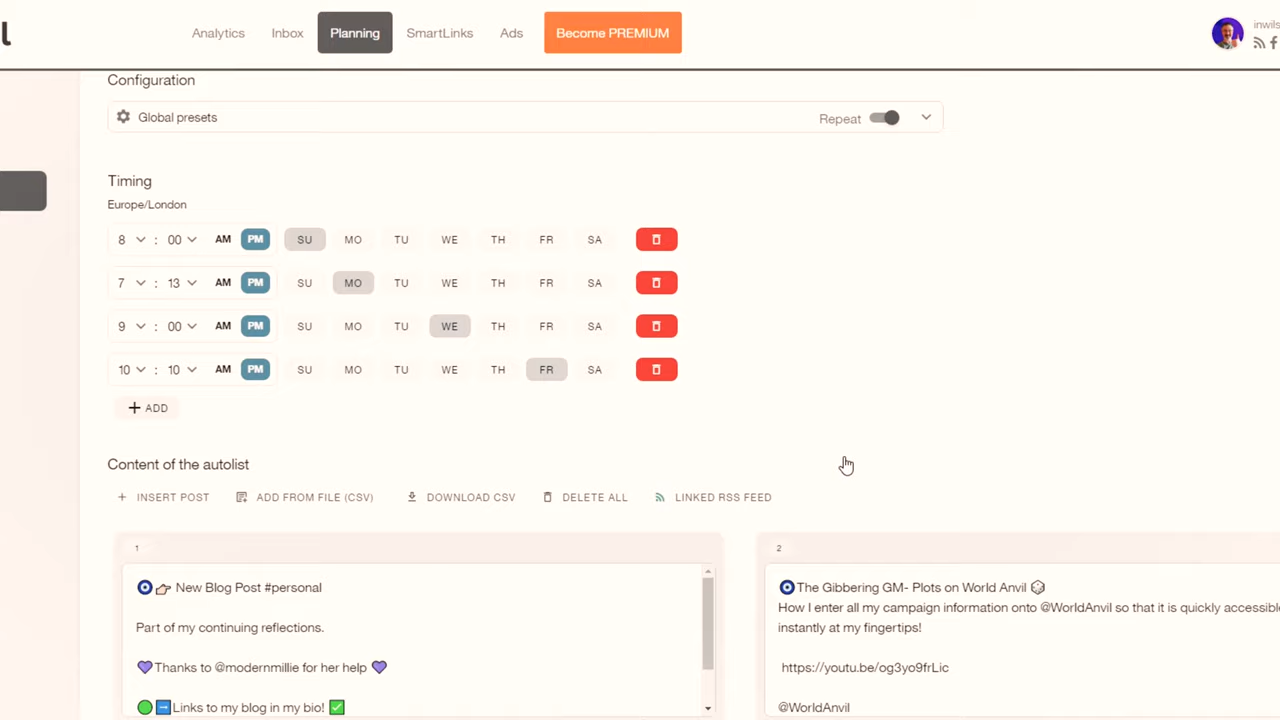 Analytics Inbox Planning SmartLinks Ads Become PREMIUM
inwils
Configuration
Global presets Repeat
Timing
Europe/London
8 : 00 AM PM SU MO TU WE TH FR SA
7 : 13 AM PM SU MO TU WE TH FR SA
9 : 00 AM PM SU MO TU WE TH FR SA
10 : 10 AM PM SU MO TU WE TH FR SA
+ ADD
Content of the autolist
+ INSERT POST ADD FROM FILE (CSV) DOWNLOAD CSV DELETE ALL LINKED RSS FEED
1
🧿👉 New Blog Post #personal
Part of my continuing reflections.
💜Thanks to @modernmillie for her help 💜
🟢➡️Links to my blog in my bio! ✅
2
🧿The Gibbering GM- Plots on World Anvil 🎲
How I enter all my campaign information onto @WorldAnvil so that it is quickly accessible
instantly at my fingertips!
https://youtu.be/og3yo9frLic
@WorldAnvil